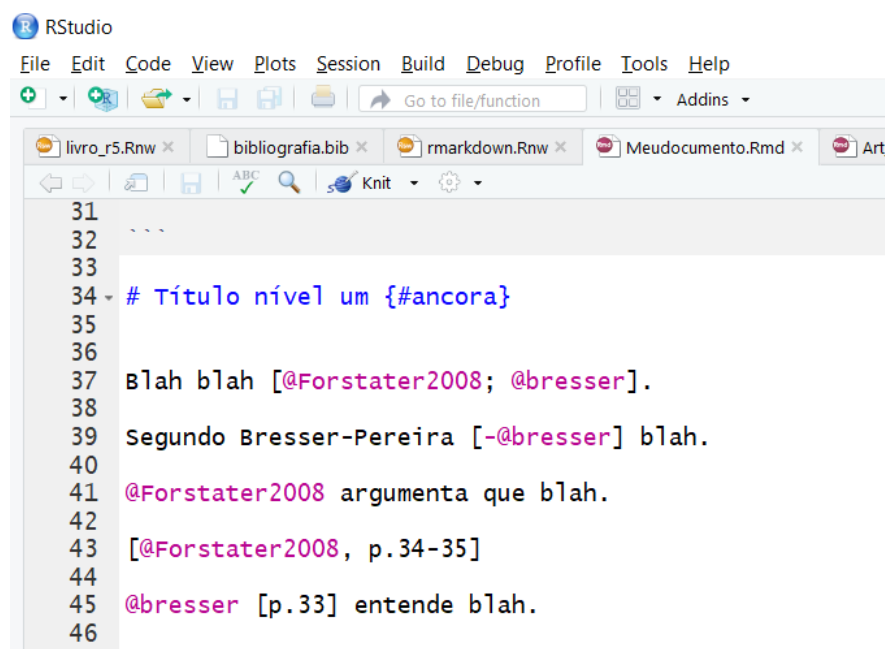 RStudio
File Edit Code View Plots Session Build Debug Profile Tools Help
Go to file/function Addins
livro_r5.Rnw bibliografia.bib rmarkdown.Rnw Meudocumento.Rmd Art
ABC Knit
31
32 ```
33
34 # Título nível um {#ancora}
35
36
37 Blah blah [@Forstater2008; @bresser].
38
39 Segundo Bresser-Pereira [-@bresser] blah.
40
41 @Forstater2008 argumenta que blah.
42
43 [@Forstater2008, p.34-35]
44
45 @bresser [p.33] entende blah.
46